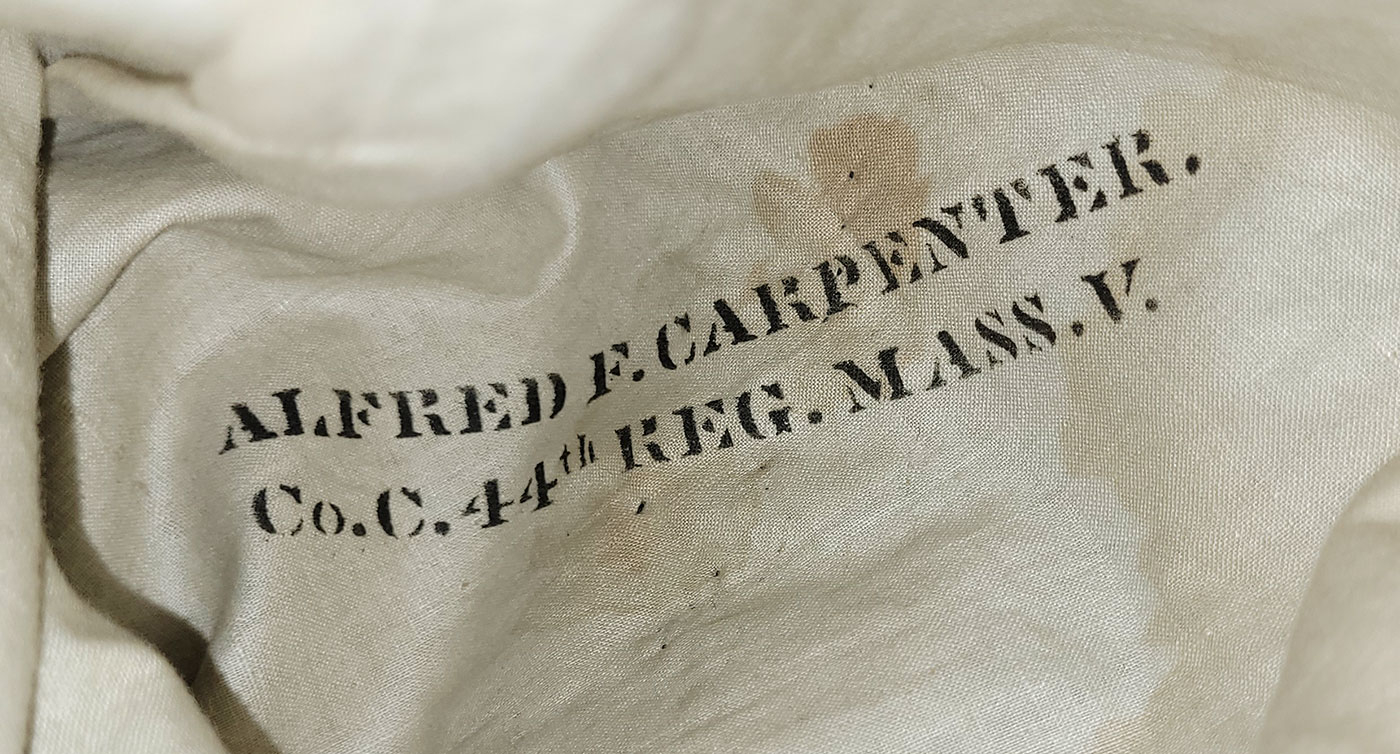 ALFRED F. CARPENTER.
Co. C. 44th REG. MASS. V.